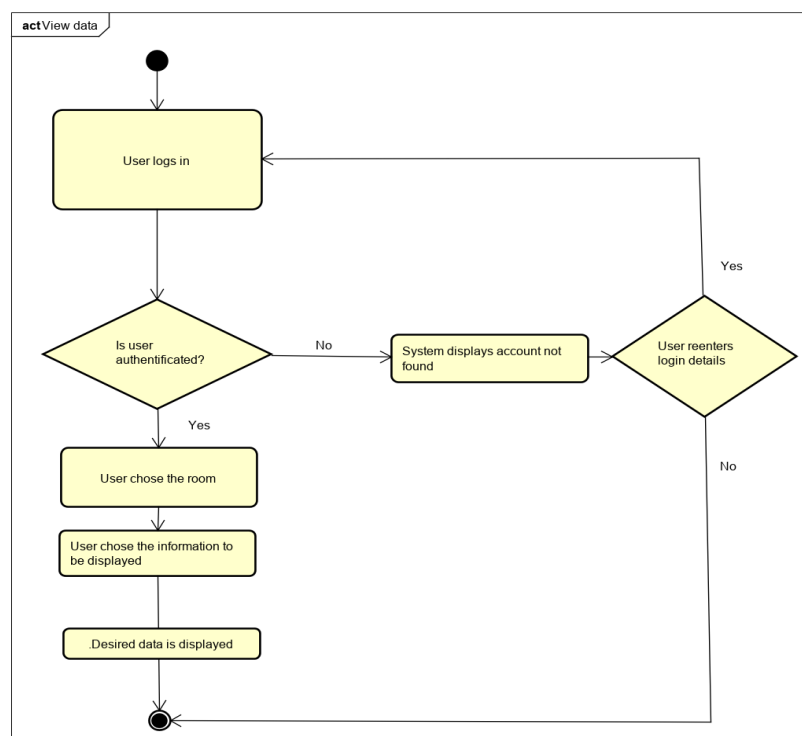 act View data
User logs in
Yes
Is user
authentificated?
No
System displays account not
found
User reenters
login details
Yes
No
User chose the room
User chose the information to
be displayed
.Desired data is displayed